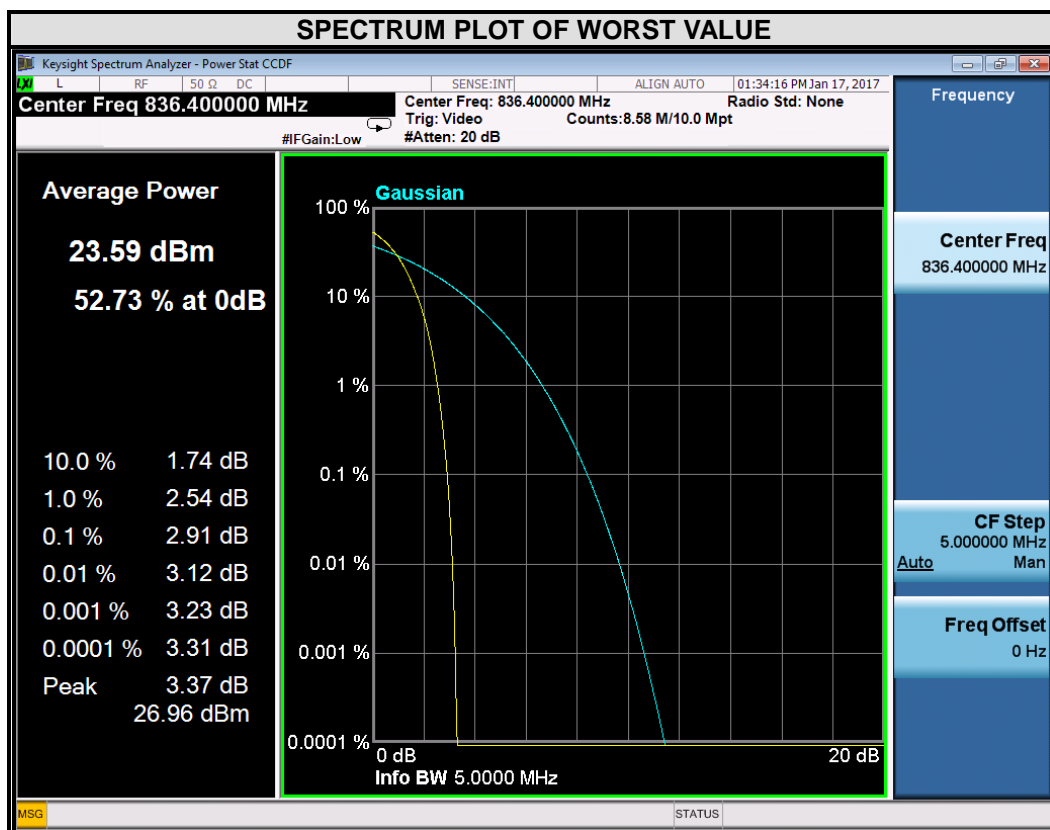 SPECTRUM PLOT OF WORST VALUE
Keysight Spectrum Analyzer - Power Stat CCDF
LXI L RF 50 Ω DC SENSE:INT ALIGN AUTO 01:34:16 PM Jan 17, 2017
Center Freq 836.400000 MHz
Center Freq: 836.400000 MHz Radio Std: None
Trig: Video Counts:8.58 M/10.0 Mpt
#IFGain:Low #Atten: 20 dB
Average Power
23.59 dBm
52.73 % at 0dB
10.0 % 1.74 dB
1.0 % 2.54 dB
0.1 % 2.91 dB
0.01 % 3.12 dB
0.001 % 3.23 dB
0.0001 % 3.31 dB
Peak 3.37 dB
26.96 dBm
Gaussian
100 %
10 %
1 %
0.1 %
0.01 %
0.001 %
0.0001 %
0 dB 20 dB
Info BW 5.0000 MHz
Frequency
Center Freq
836.400000 MHz
CF Step
5.000000 MHz
Auto Man
Freq Offset
0 Hz
MSG STATUS